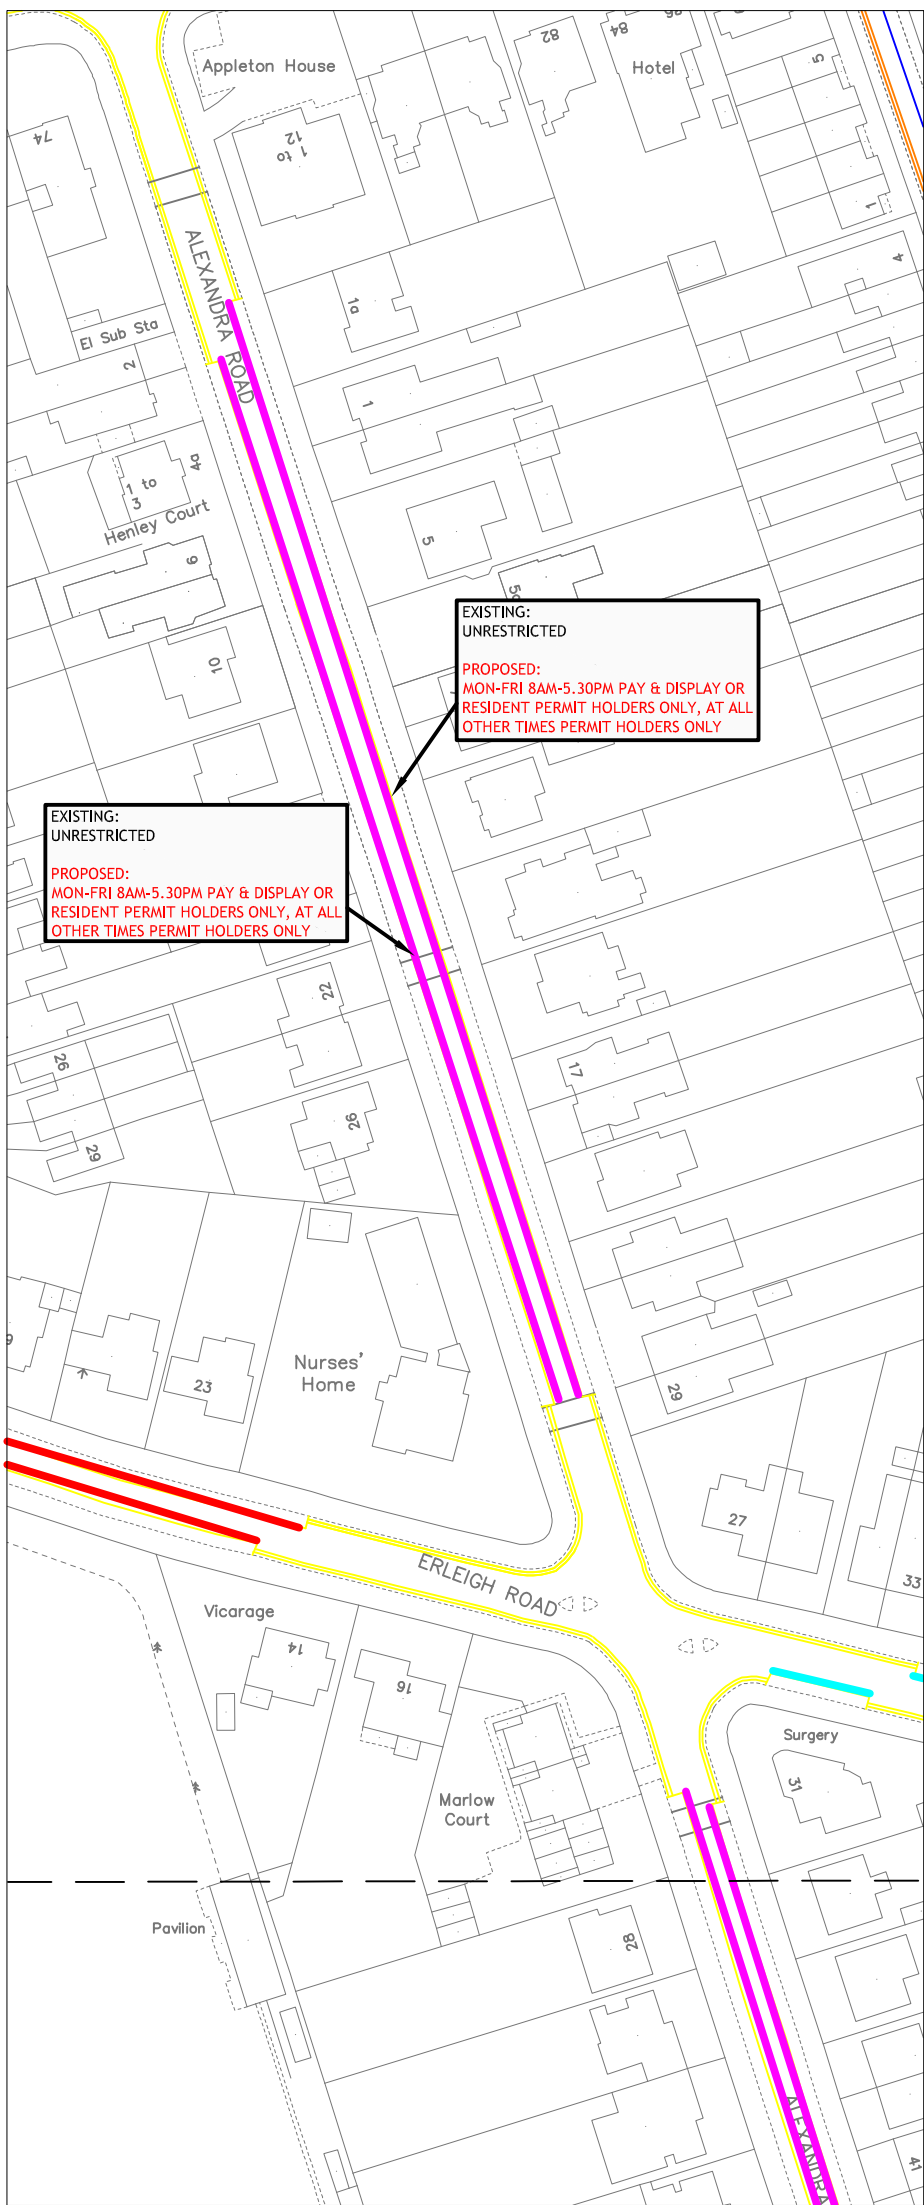 Appleton House
82
84
Hotel
5
74
1 to
12
1
ALEXANDRA ROAD
4
1a
El Sub Sta
2
1
4a
1 to
3
Henley Court
5
9
10
EXISTING:
UNRESTRICTED
PROPOSED:
MON-FRI 8AM-5.30PM PAY & DISPLAY OR
RESIDENT PERMIT HOLDERS ONLY, AT ALL
OTHER TIMES PERMIT HOLDERS ONLY
EXISTING:
UNRESTRICTED
PROPOSED:
MON-FRI 8AM-5.30PM PAY & DISPLAY OR
RESIDENT PERMIT HOLDERS ONLY, AT ALL
OTHER TIMES PERMIT HOLDERS ONLY
22
26
17
26
29
Nurses'
Home
23
29
27
33
ERLEIGH ROAD
Vicarage
14
16
Surgery
31
Marlow
Court
Pavilion
28
ALEXANDRA
41